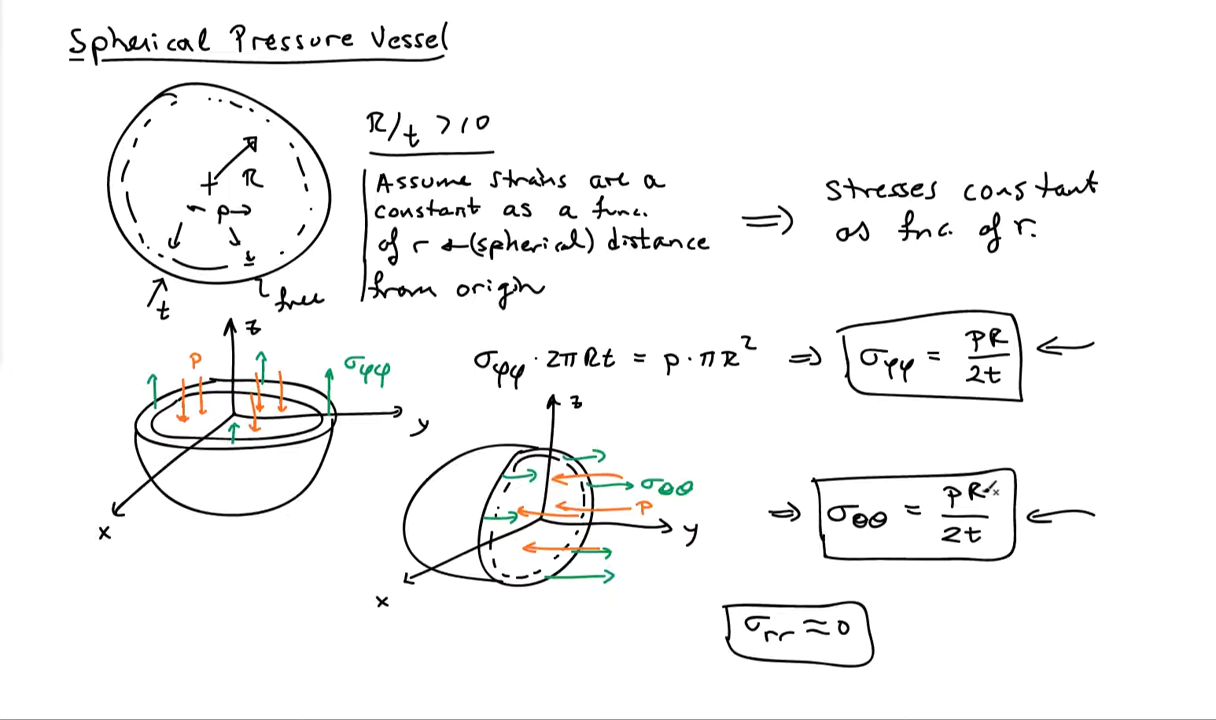 Spherical Pressure Vessel
R/t > 10
R
p
t
free
Assume strains are a
constant as a func.
of r ← (spherical) distance
from origin
⇒ stresses constant
as fnc. of r.
z
p
σφφ
y
x
σφφ · 2πRt = p · πR² ⇒ σφφ = pR/2t ←
z
σθθ
p
y
x
⇒ σθθ = pR/2t ←
σrr ≈ 0